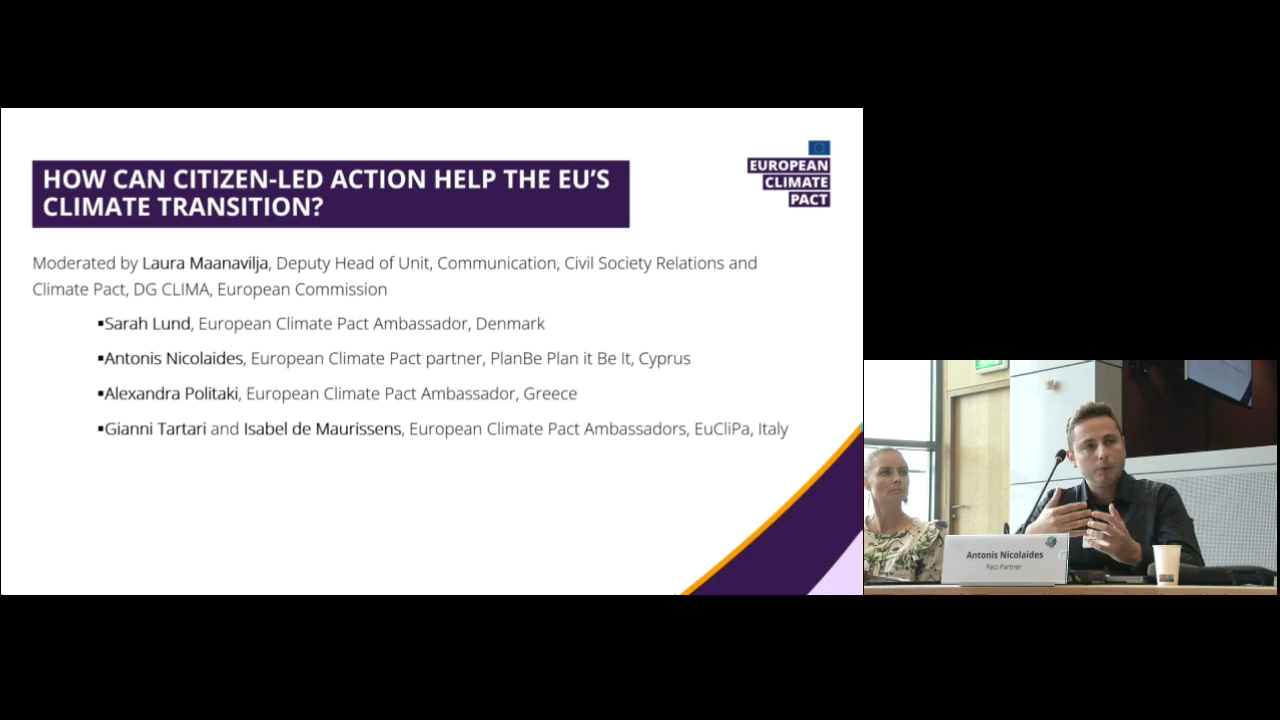 HOW CAN CITIZEN-LED ACTION HELP THE EU'S
CLIMATE TRANSITION?
EUROPEAN
CLIMATE
PACT
Moderated by Laura Maanavilja, Deputy Head of Unit, Communication, Civil Society Relations and
Climate Pact, DG CLIMA, European Commission
▪Sarah Lund, European Climate Pact Ambassador, Denmark
▪Antonis Nicolaides, European Climate Pact partner, PlanBe Plan it Be It, Cyprus
▪Alexandra Politaki, European Climate Pact Ambassador, Greece
▪Gianni Tartari and Isabel de Maurissens, European Climate Pact Ambassadors, EuCliPa, Italy
Antonis Nicolaides
Pact Partner